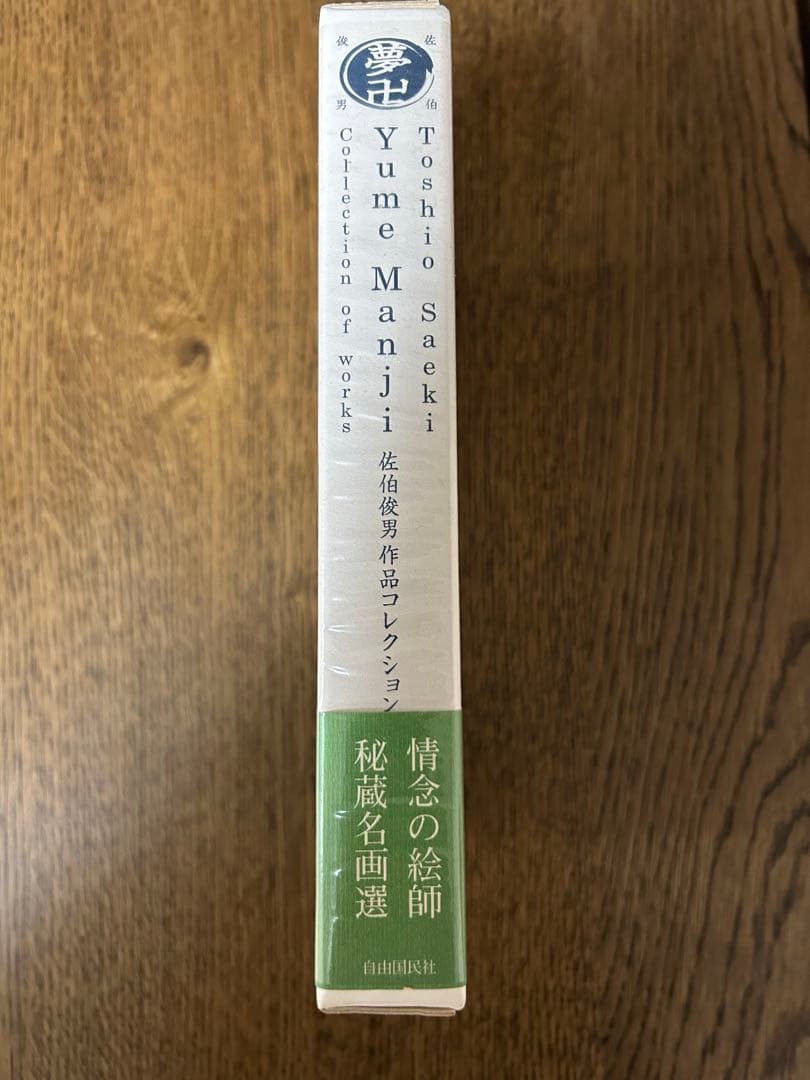 佐伯
俊男
夢卍
Toshio Saeki
Yume Manji
Collection of works
佐伯俊男 作品コレクション
情念の絵師
秘蔵名画選
自由国民社